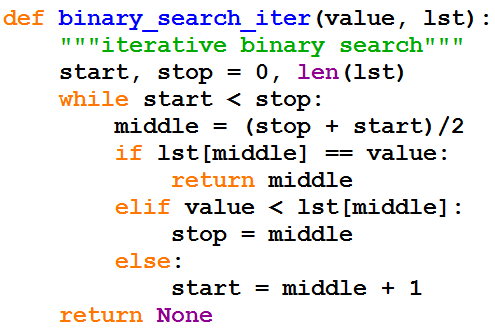 def binary_search_iter(value, lst):
    """iterative binary search"""
    start, stop = 0, len(lst)
    while start < stop:
        middle = (stop + start)/2
        if lst[middle] == value:
            return middle
        elif value < lst[middle]:
            stop = middle
        else:
            start = middle + 1
    return None